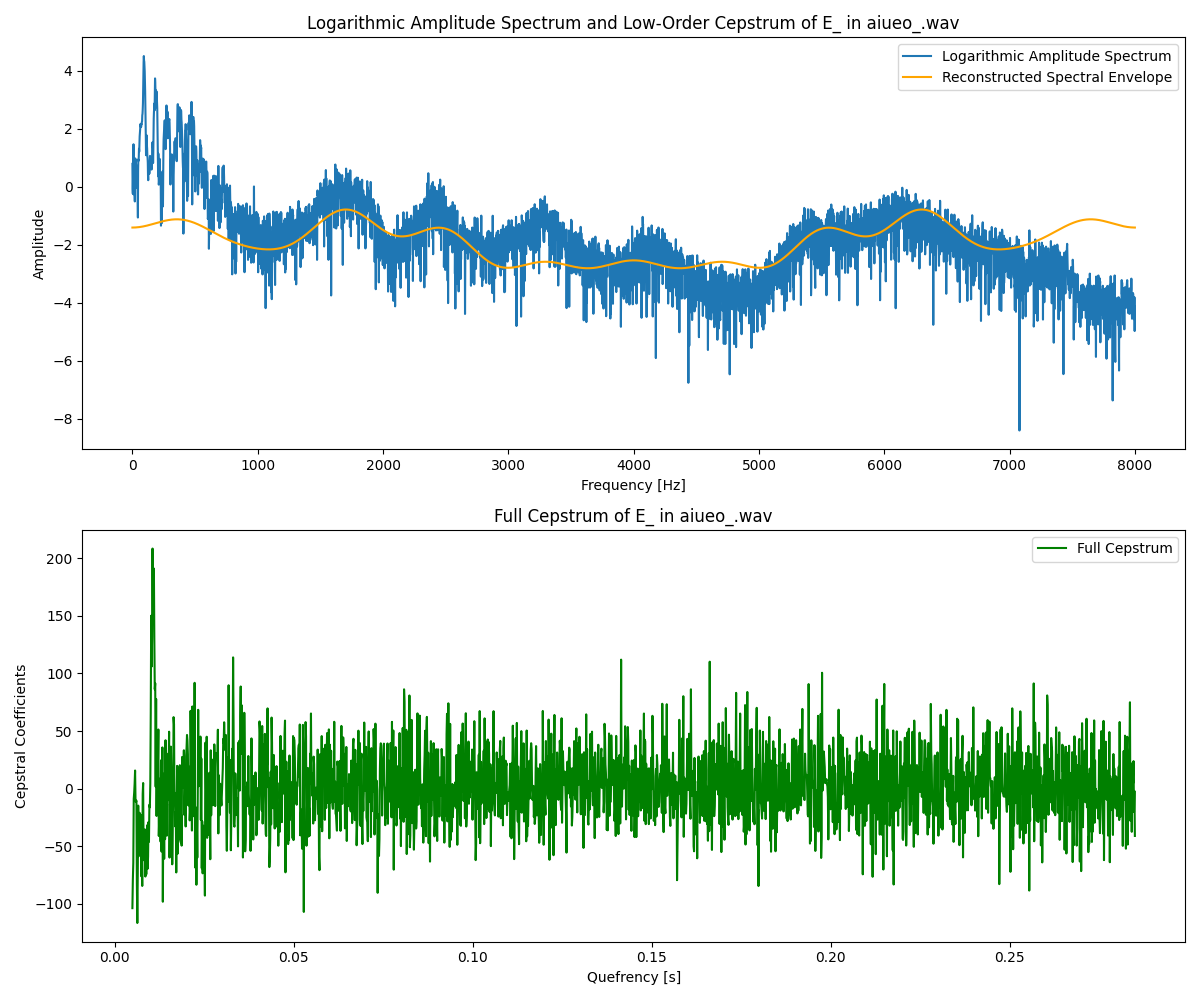 Logarithmic Amplitude Spectrum and Low-Order Cepstrum of E_ in aiueo_.wav
Logarithmic Amplitude Spectrum
Reconstructed Spectral Envelope
Amplitude
4
2
0
−2
−4
−6
−8
0 1000 2000 3000 4000 5000 6000 7000 8000
Frequency [Hz]
Full Cepstrum of E_ in aiueo_.wav
Full Cepstrum
Cepstral Coefficients
200
150
100
50
0
−50
−100
0.00 0.05 0.10 0.15 0.20 0.25
Quefrency [s]